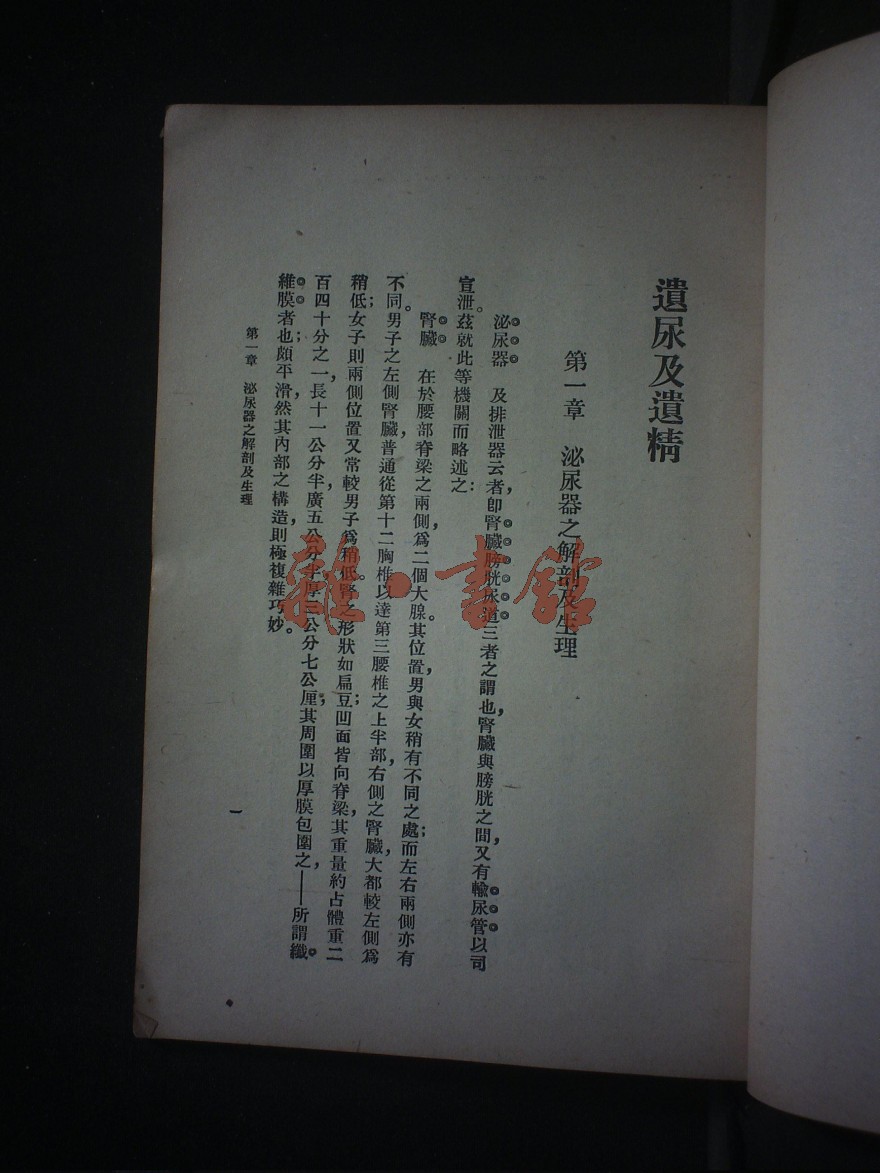 遺尿及遺精
第一章　泌尿器之解剖及生理
泌尿器　及排泄器云者，卽腎臟膀胱尿道三者之謂也，腎臟與膀胱之間，又有輸尿管以司
宣泄。茲就此等機關而略述之：
腎臟　在於腰部脊梁之兩側，爲二個大腺。其位置，男與女稍有不同之處；而左右兩側亦有
不同。男子之左側腎臟，普通從第十二胸椎以達第三腰椎之上半部，右側之腎臟，大都較左側爲
稍低；女子則兩側位置又常較男子爲稍低。腎之形狀如扁豆；凹面皆向脊梁，其重量約占體重二
百四十分之一，長十一公分半，廣五公分半，厚二公分七公厘；其周圍以厚膜包圍之，——所謂纖
維膜者也；頗平滑，然其內部之構造，則極複雜巧妙。
第一章　泌尿器之解剖及生理
一
雜·書館